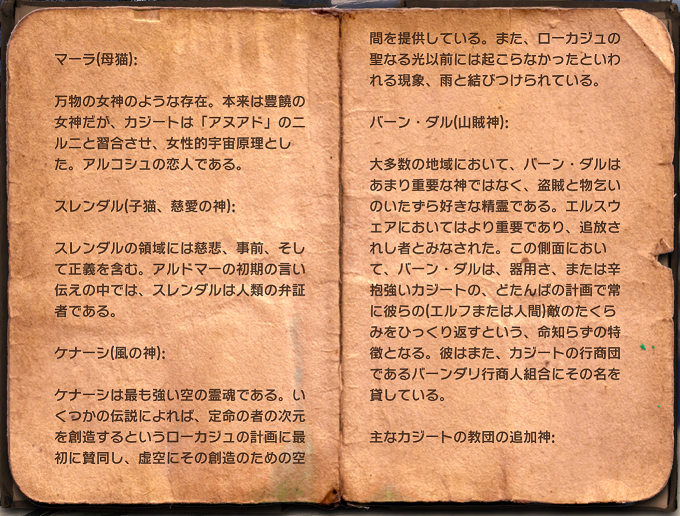 マーラ(母猫):
万物の女神のような存在。本来は豊饒の
女神だが、カジートは「アヌアド」のニ
ルニと習合させ、女性的宇宙原理とし
た。アルコシュの恋人である。
スレンダル(子猫、慈愛の神):
スレンダルの領域には慈悲、事前、そし
て正義を含む。アルドマーの初期の言い
伝えの中では、スレンダルは人類の弁証
者である。
ケナーシ(風の神):
ケナーシは最も強い空の霊魂である。い
くつかの伝説によれば、定命の者の次元
を創造するというローカジュの計画に最
初に賛同し、虚空にその創造のための空
間を提供している。また、ローカジュの
聖なる光以前には起こらなかったといわ
れる現象、雨と結びつけられている。
バーン・ダル(山賊神):
大多数の地域において、バーン・ダルは
あまり重要な神ではなく、盗賊と物乞い
のいたずら好きな精霊である。エルスウ
ェアにおいてはより重要であり、追放さ
れし者とみなされた。この側面におい
て、バーン・ダルは、器用さ、または辛
抱強いカジートの、どたんばの計画で常
に彼らの(エルフまたは人間)敵のたくら
みをひっくり返すという、命知らずの特
徴となる。彼はまた、カジートの行商団
であるバーンダリ行商人組合にその名を
貸している。
主なカジートの教団の追加神: